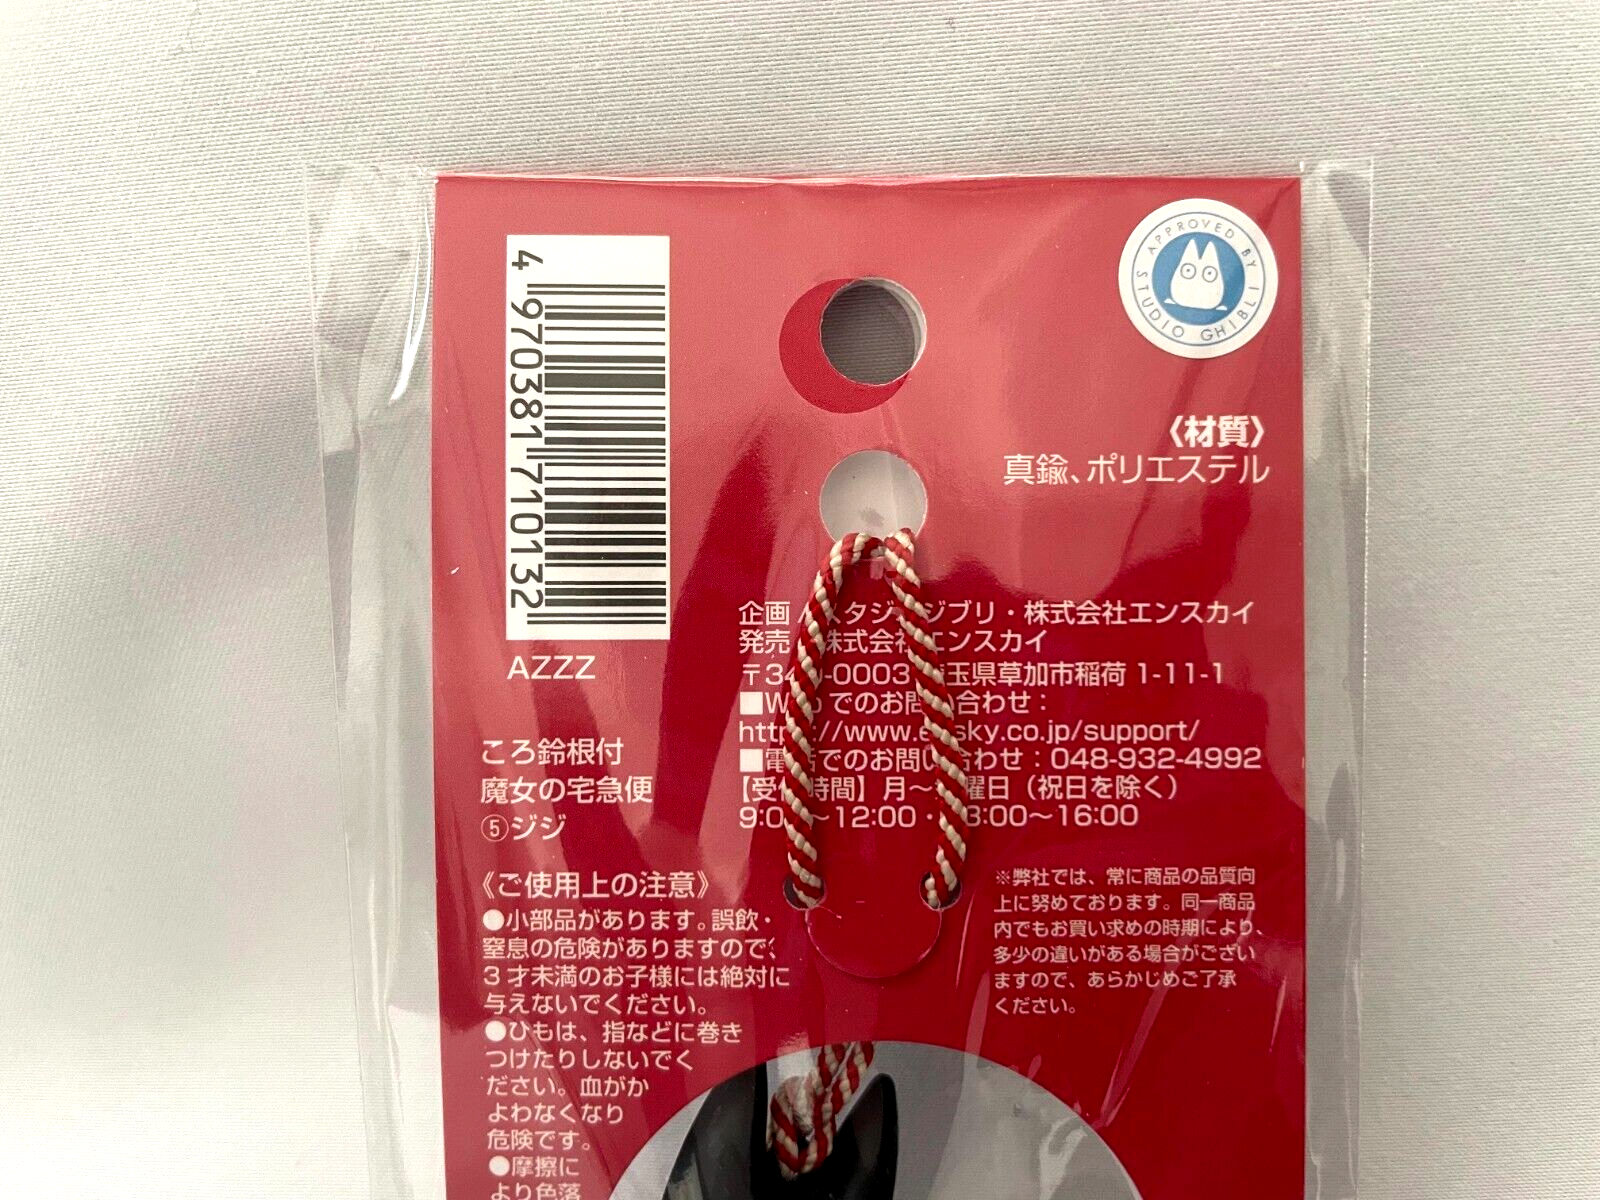 4 970381 710132
AZZZ
ころ鈴根付
魔女の宅急便
⑤ジジ
《ご使用上の注意》
●小部品があります。誤飲・
窒息の危険がありますので、
3才未満のお子様には絶対に
与えないでください。
●ひもは、指などに巻き
つけたりしないでく
ださい。血がか
よわなくなり
危険です。
●摩擦に
より色落
APPROVED BY
STUDIO GHIBLI
〈材質〉
真鍮、ポリエステル
企画 スタジ ジブリ・株式会社エンスカイ
発売 株式会社エンスカイ
〒34 -0003 玉県草加市稲荷 1-11-1
■W でのお問 合わせ：
http //www.e sky.co.jp/support/
■電 でのお問い合わせ：048-932-4992
【受 時間】月～ 曜日（祝日を除く）
9:0 ～12:00・ 3:00～16:00
※弊社では、常に商品の品質向
上に努めております。同一商品
内でもお買い求めの時期により、
多少の違いがある場合がござい
ますので、あらかじめご了承
ください。